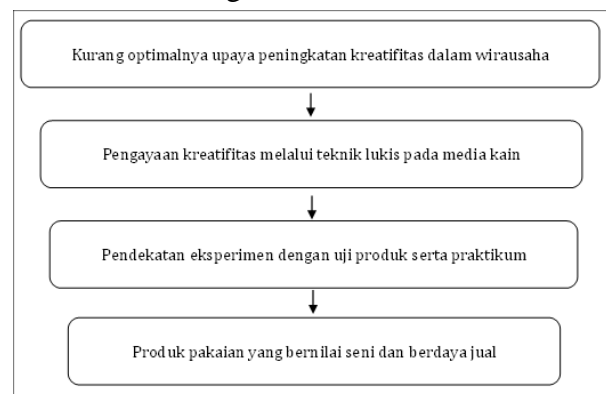 Kurang optimalnya upaya peningkatan kreatifitas dalam wirausaha
Pengayaan kreatifitas melalui teknik lukis pada media kain
Pendekatan eksperimen dengan uji produk serta praktikum
Produk pakaian yang bernilai seni dan berdaya jual